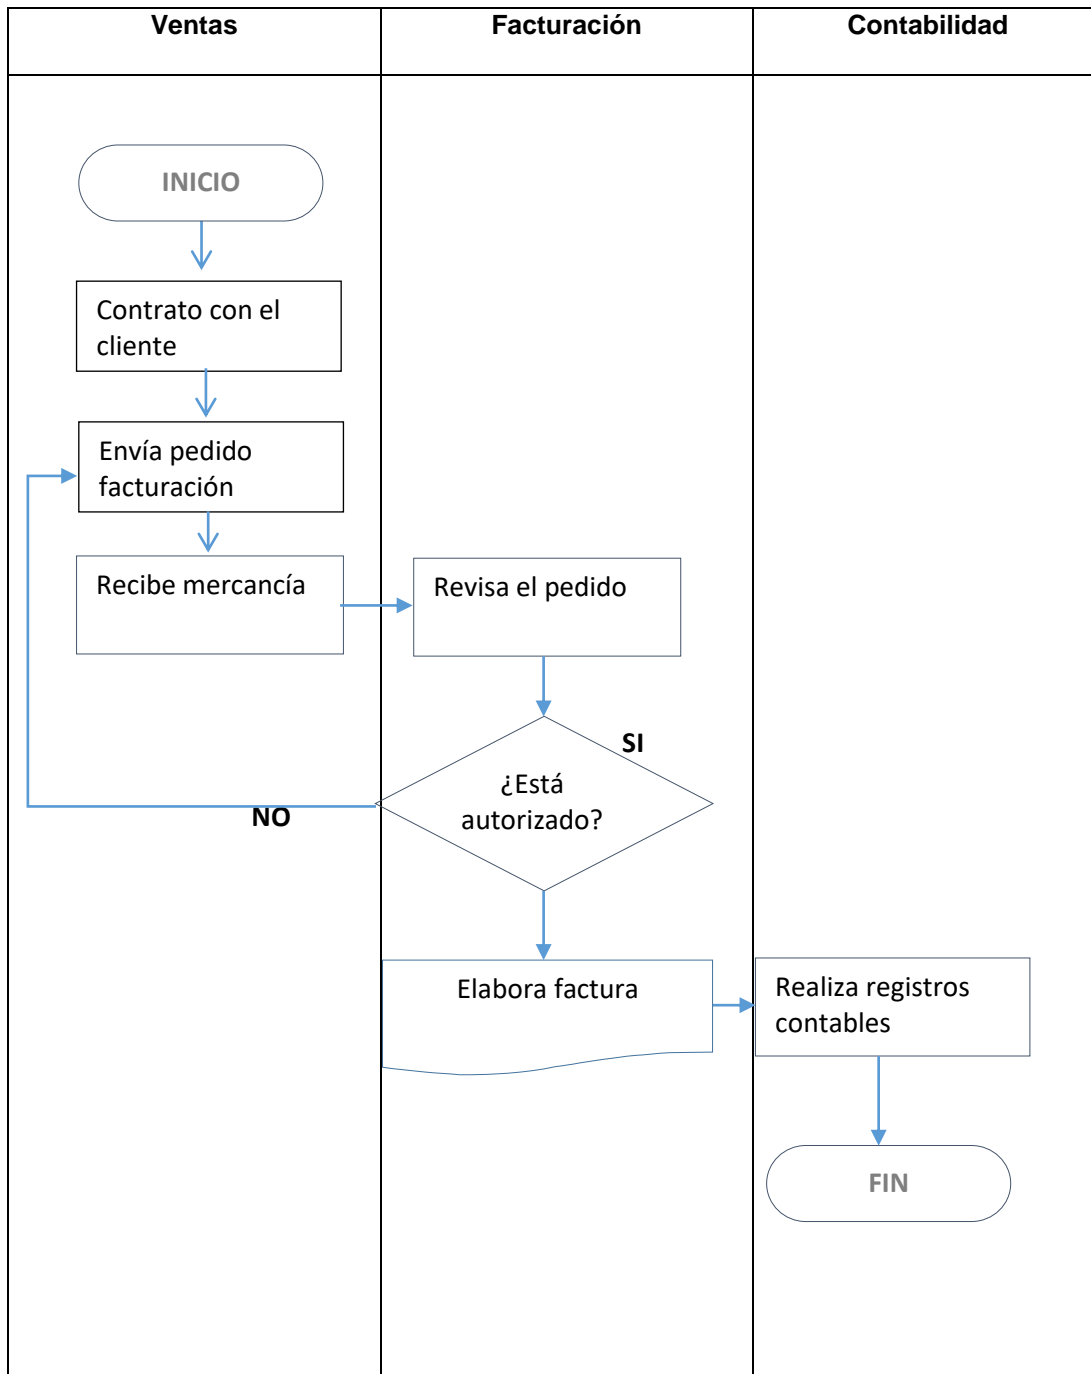 Ventas
Facturación
Contabilidad
INICIO
Contrato con el
cliente
Envía pedido
facturación
Recibe mercancía
Revisa el pedido
SI
¿Está
autorizado?
NO
Elabora factura
Realiza registros
contables
FIN